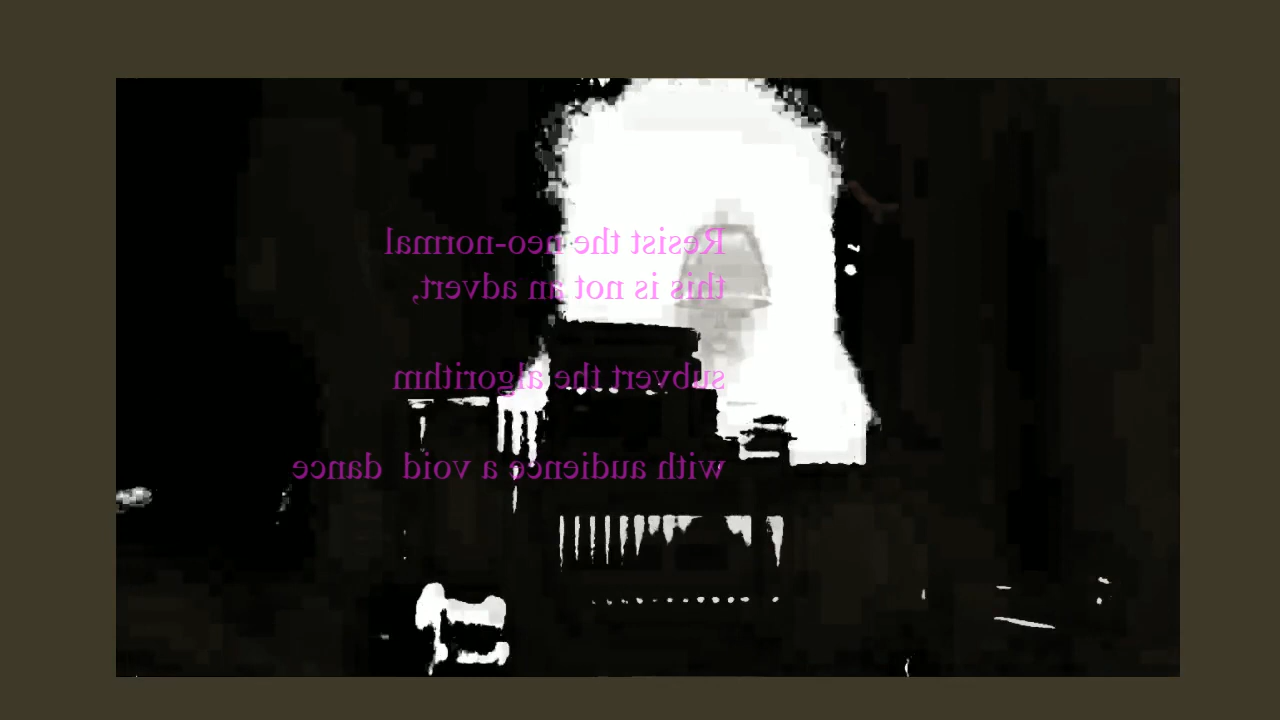 Resist the neo-normal
this is not an advert,
subvert the algorithm
with audience a void  dance